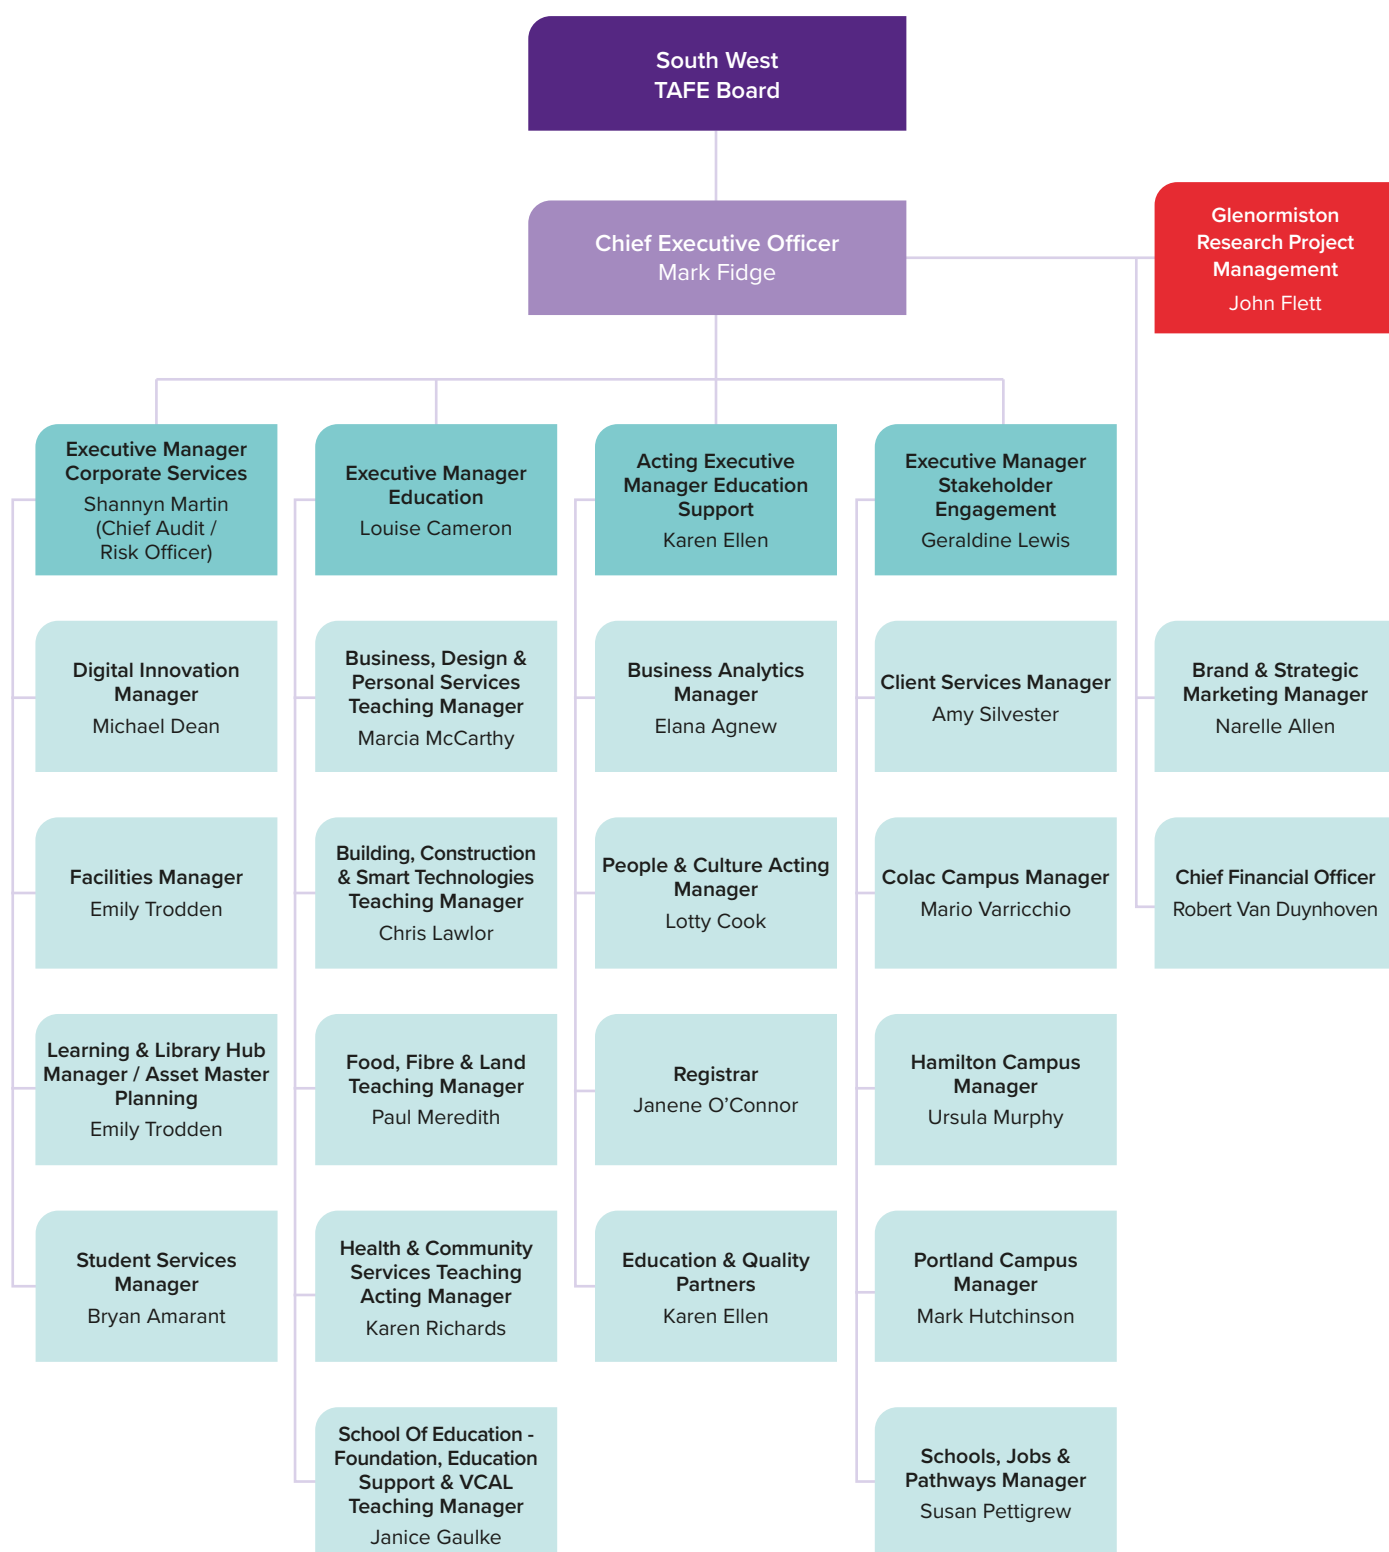 South West
TAFE Board
Chief Executive Officer
Mark Fidge
Glenormiston
Research Project
Management
John Flett
Executive Manager
Corporate Services
Shannyn Martin
(Chief Audit /
Risk Officer)
Digital Innovation
Manager
Michael Dean
Facilities Manager
Emily Trodden
Learning & Library Hub
Manager / Asset Master
Planning
Emily Trodden
Student Services
Manager
Bryan Amarant
Executive Manager
Education
Louise Cameron
Business, Design &
Personal Services
Teaching Manager
Marcia McCarthy
Building, Construction
& Smart Technologies
Teaching Manager
Chris Lawlor
Food, Fibre & Land
Teaching Manager
Paul Meredith
Health & Community
Services Teaching
Acting Manager
Karen Richards
School Of Education -
Foundation, Education
Support & VCAL
Teaching Manager
Janice Gaulke
Acting Executive
Manager Education
Support
Karen Ellen
Business Analytics
Manager
Elana Agnew
People & Culture Acting
Manager
Lotty Cook
Registrar
Janene O’Connor
Education & Quality
Partners
Karen Ellen
Executive Manager
Stakeholder
Engagement
Geraldine Lewis
Client Services Manager
Amy Silvester
Colac Campus Manager
Mario Varricchio
Hamilton Campus
Manager
Ursula Murphy
Portland Campus
Manager
Mark Hutchinson
Schools, Jobs &
Pathways Manager
Susan Pettigrew
Brand & Strategic
Marketing Manager
Narelle Allen
Chief Financial Officer
Robert Van Duynhoven